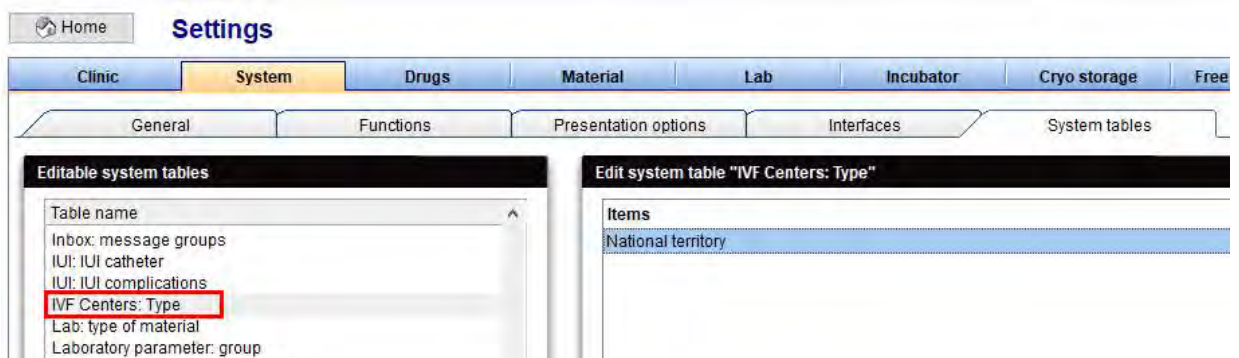 Home Settings
Clinic System Drugs Material Lab Incubator Cryo storage Free
General Functions Presentation options Interfaces System tables
Editable system tables
Table name
Inbox: message groups
IUI: IUI catheter
IUI: IUI complications
IVF Centers: Type
Lab: type of material
Laboratory parameter: group
Edit system table "IVF Centers: Type"
Items
National territory